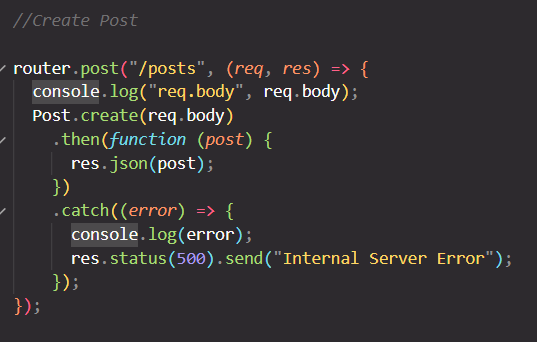 //Create Post
router.post("/posts", (req, res) => {
console.log("req.body", req.body);
Post.create(req.body)
.then(function (post) {
res.json(post);
})
.catch((error) => {
console.log(error);
res.status(500).send("Internal Server Error");
});
});